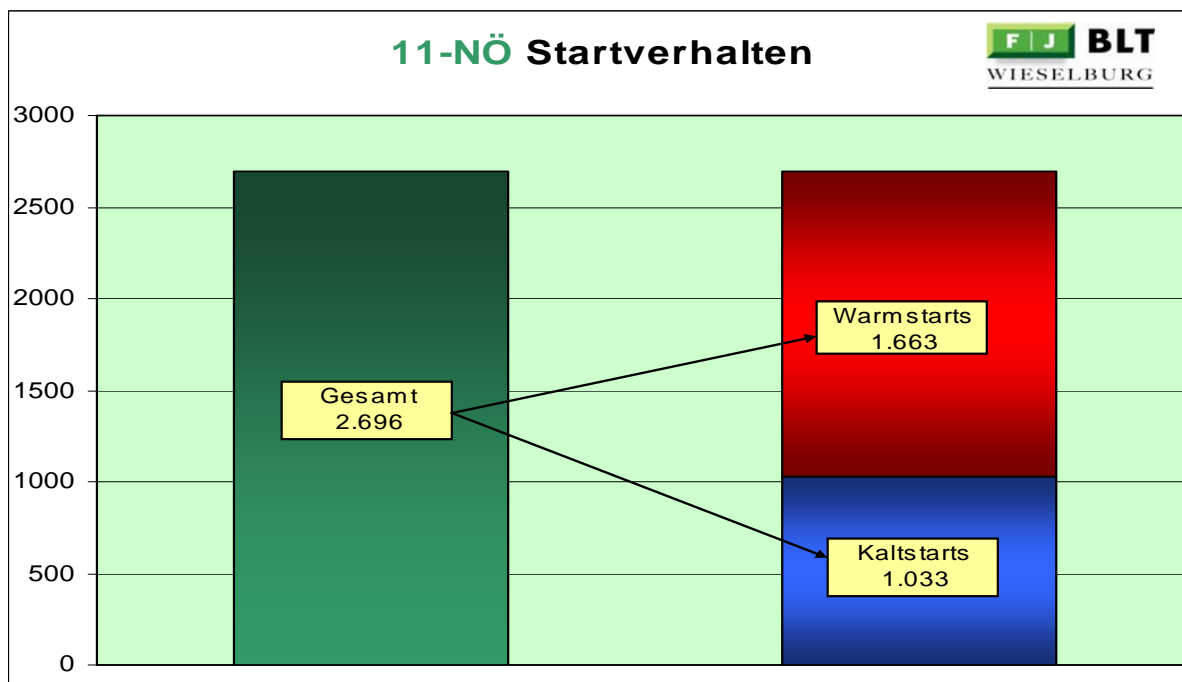 11-NÖ Startverhalten
F J BLT
WIESELBURG
3000
2500
2000
1500
1000
500
0
Gesamt
2.696
Warmstarts
1.663
Kaltstarts
1.033